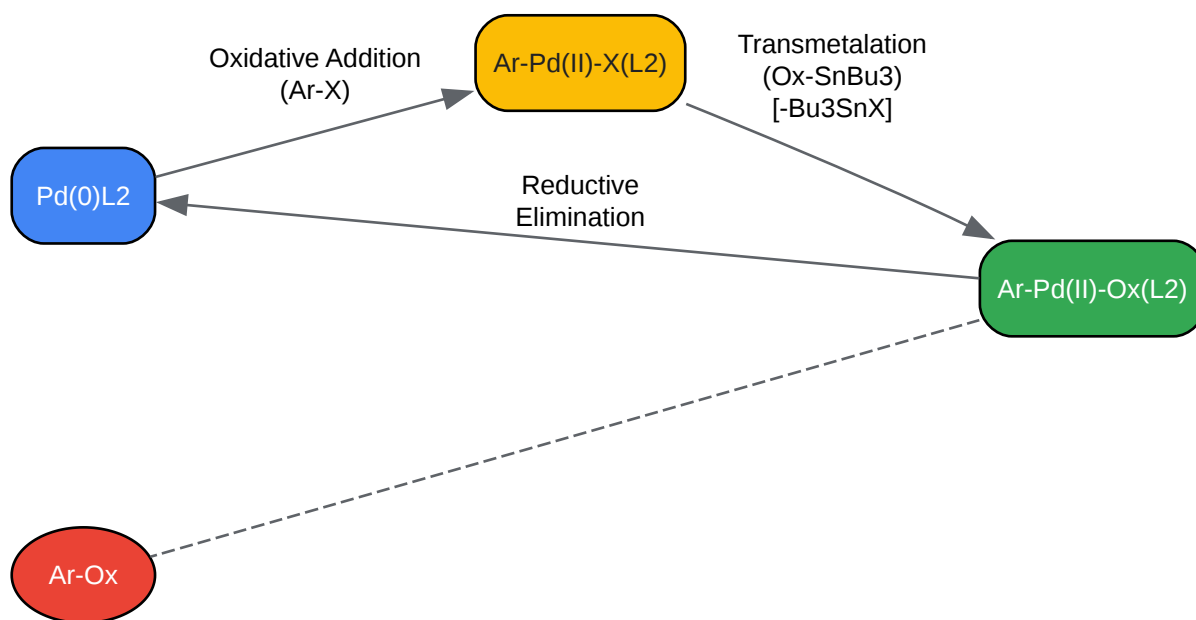 Oxidative Addition
(Ar-X)
Ar-Pd(II)-X(L2)
Transmetalation
(Ox-SnBu3)
[-Bu3SnX]
Pd(0)L2
Reductive
Elimination
Ar-Pd(II)-Ox(L2)
Ar-Ox